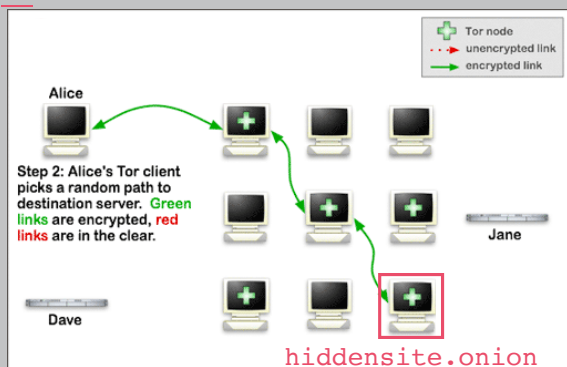 Tor node
unencrypted link
encrypted link
Alice
Step 2: Alice's Tor client
picks a random path to
destination server. Green
links are encrypted, red
links are in the clear.
Jane
Dave
hiddensite.onion